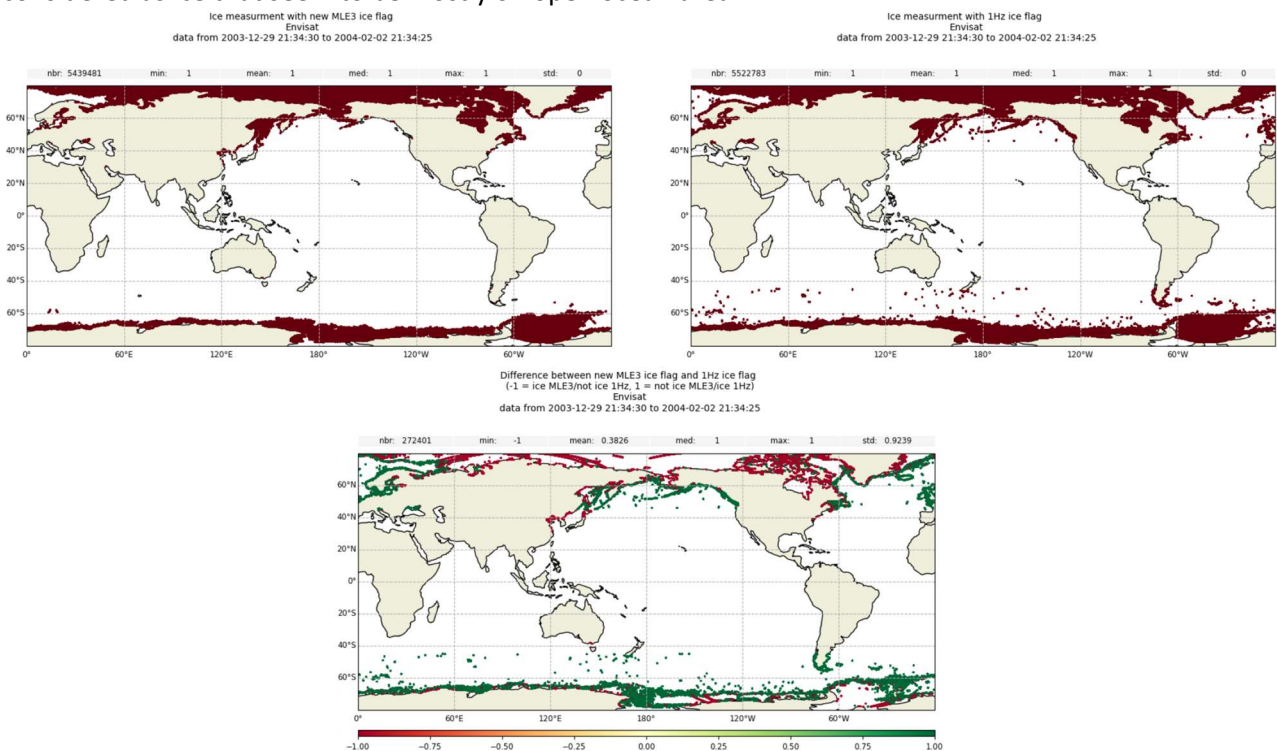 Ice measurment with new MLE3 ice flag
Envisat
data from 2003-12-29 21:34:30 to 2004-02-02 21:34:25
nbr: 5439481 min: 1 mean: 1 med: 1 max: 1 std: 0
60°N
40°N
20°N
0°
20°S
40°S
60°S
0° 60°E 120°E 180° 120°W 60°W
Ice measurment with 1Hz ice flag
Envisat
data from 2003-12-29 21:34:30 to 2004-02-02 21:34:25
nbr: 5522783 min: 1 mean: 1 med: 1 max: 1 std: 0
60°N
40°N
20°N
0°
20°S
40°S
60°S
0° 60°E 120°E 180° 120°W 60°W
Difference between new MLE3 ice flag and 1Hz ice flag
(-1 = ice MLE3/not ice 1Hz, 1 = not ice MLE3/ice 1Hz)
Envisat
data from 2003-12-29 21:34:30 to 2004-02-02 21:34:25
nbr: 272401 min: -1 mean: 0.3826 med: 1 max: 1 std: 0.9239
60°N
40°N
20°N
0°
20°S
40°S
60°S
0° 60°E 120°E 180° 120°W 60°W
−1.00 −0.75 −0.50 −0.25 0.00 0.25 0.50 0.75 1.00